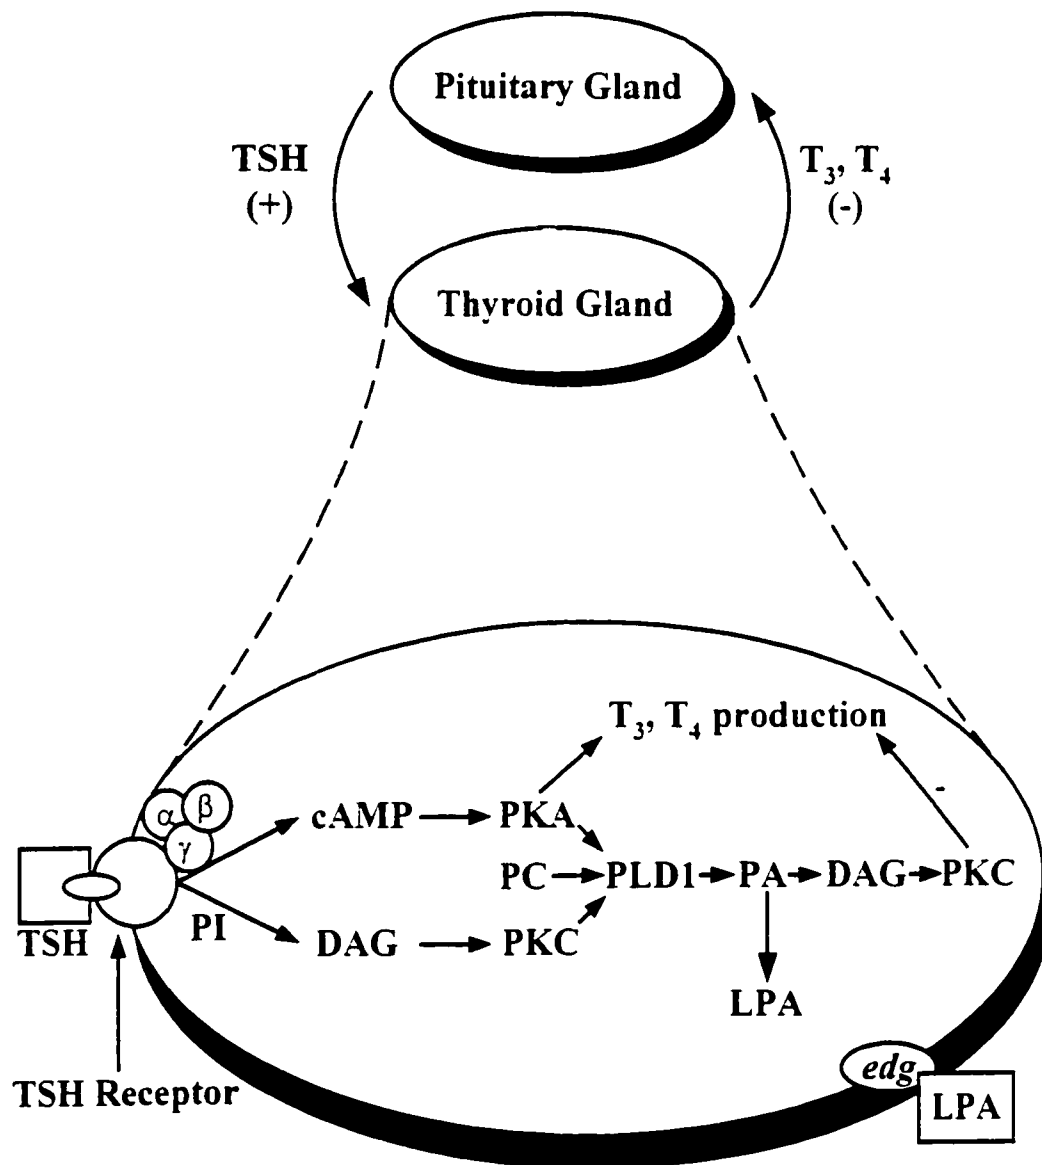 Pituitary Gland
TSH
(+)
T₃, T₄
(-)
Thyroid Gland
T₃, T₄ production
-
α β
γ
cAMP PKA
PC PLD1 PA DAG PKC
TSH
PI
DAG PKC
LPA
TSH Receptor
edg
LPA